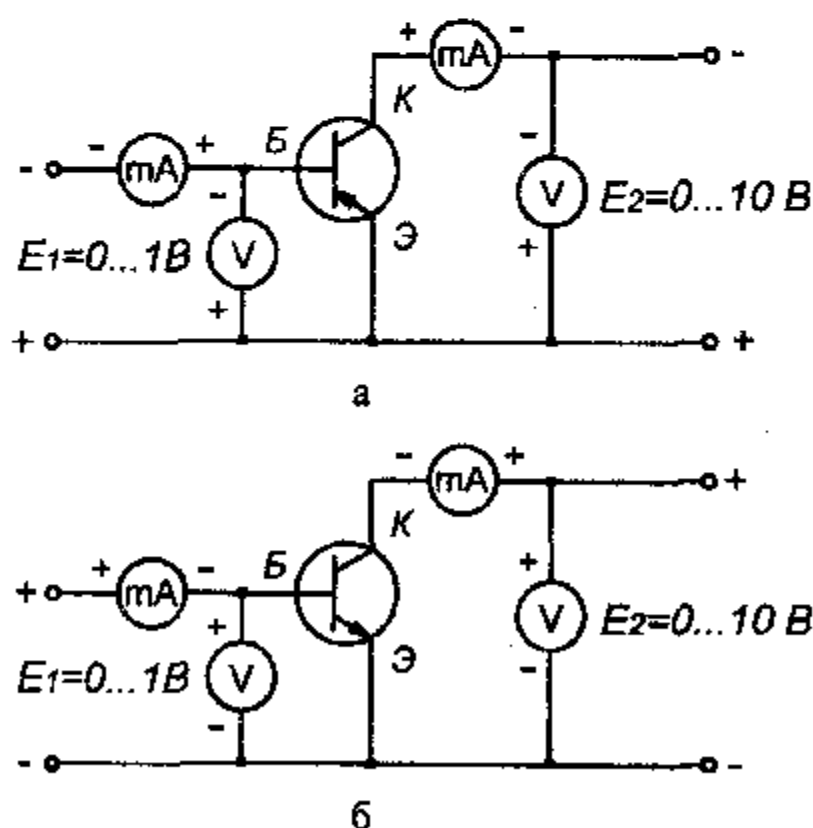 + mA -
-
К
- mA +
Б
-
-
-
V
V
E₂=0...10 В
E₁=0...1В
Э
+
+
+
+
а
- mA +
+
К
+ mA -
Б
+
+
+
V
V
E₂=0...10 В
E₁=0...1В
Э
-
-
-
-
б